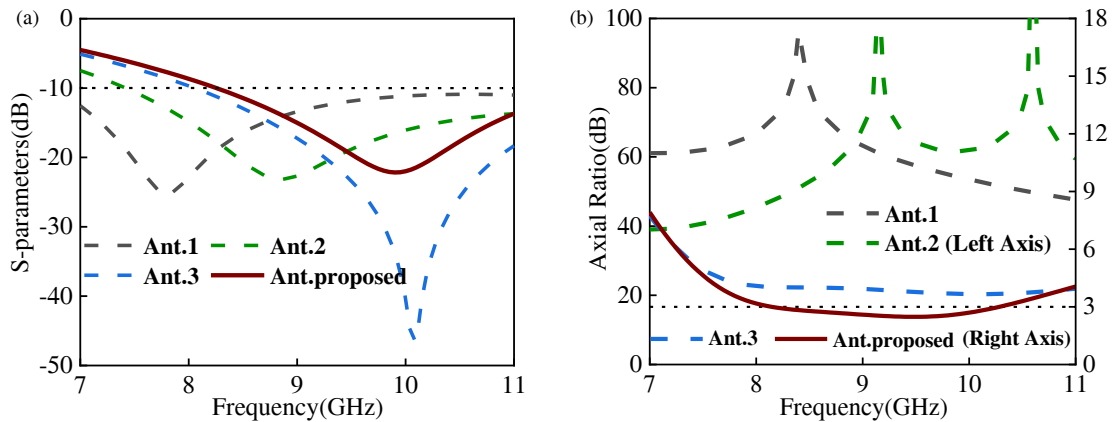 (a)
S-parameters(dB)
0
-10
-20
-30
-40
-50
Ant.1
Ant.2
Ant.3
Ant.proposed
7
8
9
10
11
Frequency(GHz)
(b)
Axial Ratio(dB)
100
80
60
40
20
0
18
15
12
9
6
3
0
Ant.1
Ant.2 (Left Axis)
Ant.3
Ant.proposed (Right Axis)
7
8
9
10
11
Frequency(GHz)